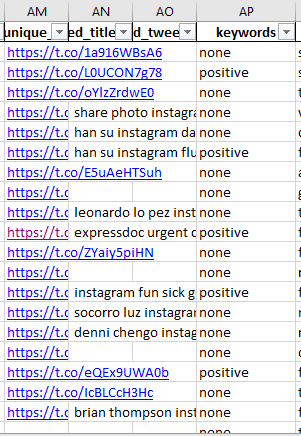 AM AN AO AP
unique_ ed_title d_twee keywords
https://t.co/1a916WBsA6 none
https://t.co/L0UCON7g78 positive
https://t.co/oYlzZrdwE0 none
https://t.c share photo instagra none
https://t.c han su instagram da none
https://t.c han su instagram flu positive
https://t.co/E5uAeHTSuh none
https://t.c none
https://t.c leonardo lo pez inst none
https://t.c expressdoc urgent c positive
https://t.co/ZYaiy5piHN none
https://t.c none
https://t.c instagram fun sick g positive
https://t.c socorro luz instagra none
https://t.c denni chengo instag none
https://t.c none
https://t.co/eQEx9UWA0b positive
https://t.co/IcBLCcH3Hc none
https://t.c brian thompson inst none
none